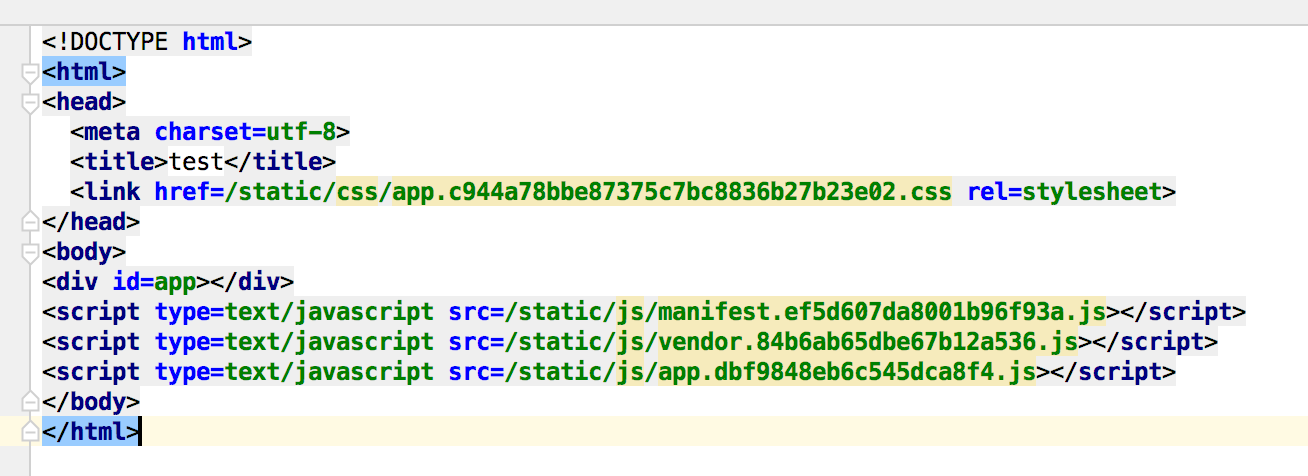 <!DOCTYPE html>
<html>
<head>
<meta charset=utf-8>
<title>test</title>
<link href=/static/css/app.c944a78bbe87375c7bc8836b27b23e02.css rel=stylesheet>
</head>
<body>
<div id=app></div>
<script type=text/javascript src=/static/js/manifest.ef5d607da8001b96f93a.js></script>
<script type=text/javascript src=/static/js/vendor.84b6ab65dbe67b12a536.js></script>
<script type=text/javascript src=/static/js/app.dbf9848eb6c545dca8f4.js></script>
</body>
</html>